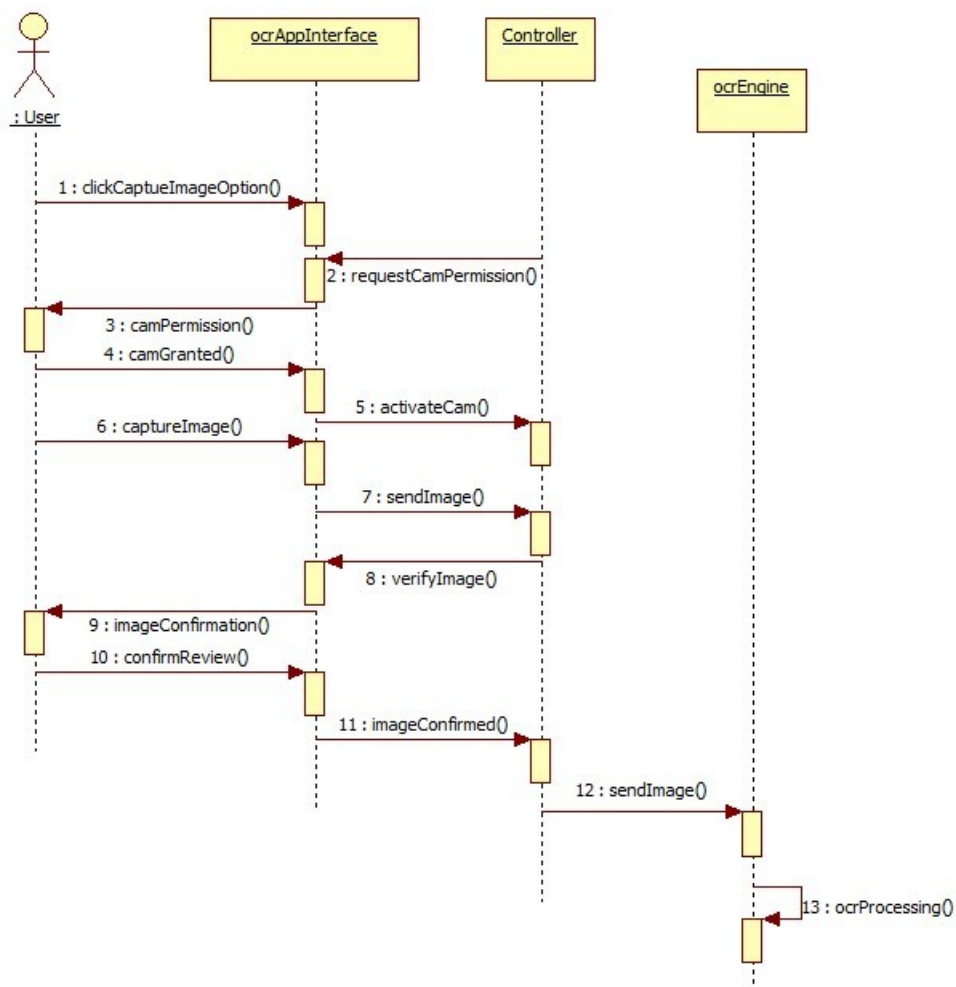 ocrAppInterface
Controller
ocrEngine
: User
1 : clickCaptueImageOption()
2 : requestCamPermission()
3 : camPermission()
4 : camGranted()
5 : activateCam()
6 : captureImage()
7 : sendImage()
8 : verifyImage()
9 : imageConfirmation()
10 : confirmReview()
11 : imageConfirmed()
12 : sendImage()
13 : ocrProcessing()